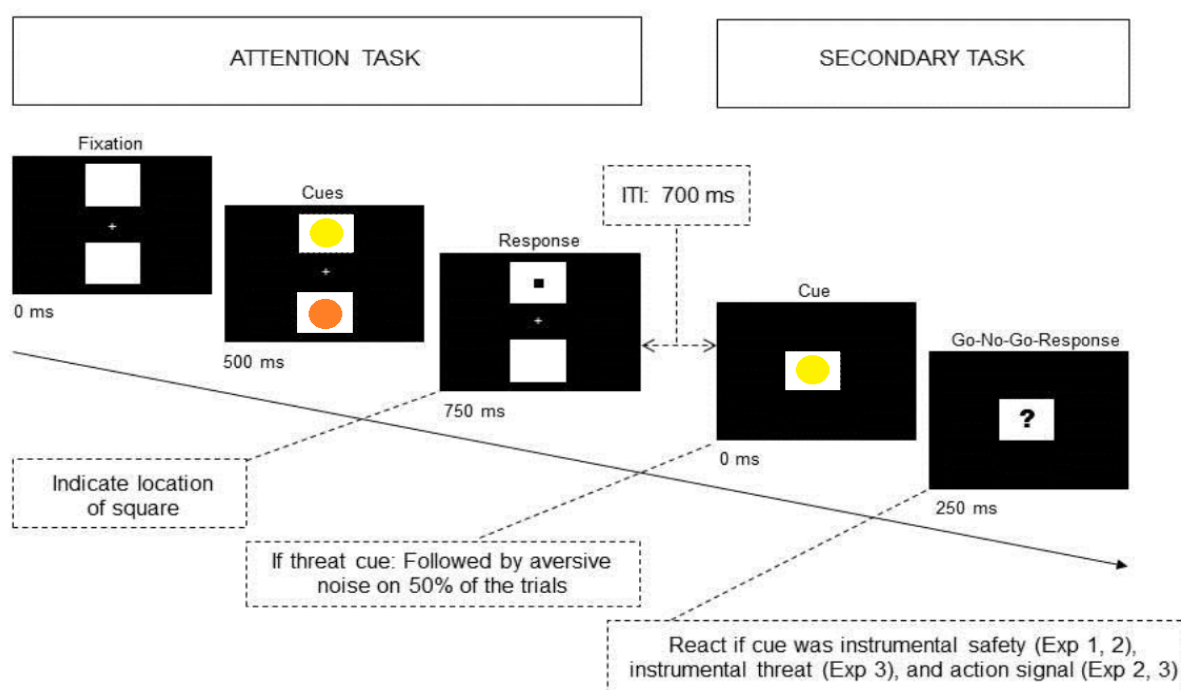 ATTENTION TASK
SECONDARY TASK
Fixation
+
0 ms
Cues
+
500 ms
Response
+
750 ms
ITI: 700 ms
Cue
0 ms
Go-No-Go-Response
?
250 ms
Indicate location
of square
If threat cue: Followed by aversive
noise on 50% of the trials
React if cue was instrumental safety (Exp 1, 2),
instrumental threat (Exp 3), and action signal (Exp 2, 3)